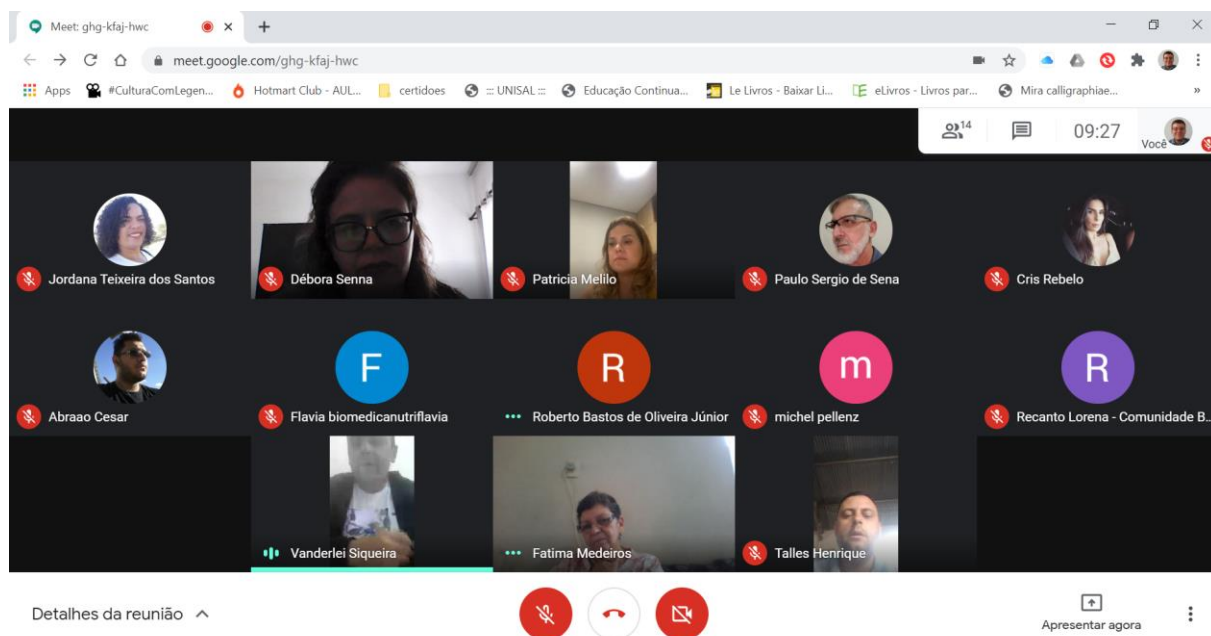 Meet: ghg-kfaj-hwc
meet.google.com/ghg-kfaj-hwc
Apps #CulturaComLegen... Hotmart Club - AUL... certidoes ::: UNISAL ::: Educação Continua... Le Livros - Baixar Li... eLivros - Livros par... Mira calligraphiae... »
14 09:27 Você
Jordana Teixeira dos Santos Débora Senna Patricia Melilo Paulo Sergio de Sena Cris Rebelo
F R m R
Abraao Cesar Flavia biomedicanutriflavia Roberto Bastos de Oliveira Júnior michel pellenz Recanto Lorena - Comunidade B...
Vanderlei Siqueira Fatima Medeiros Talles Henrique
Detalhes da reunião Apresentar agora